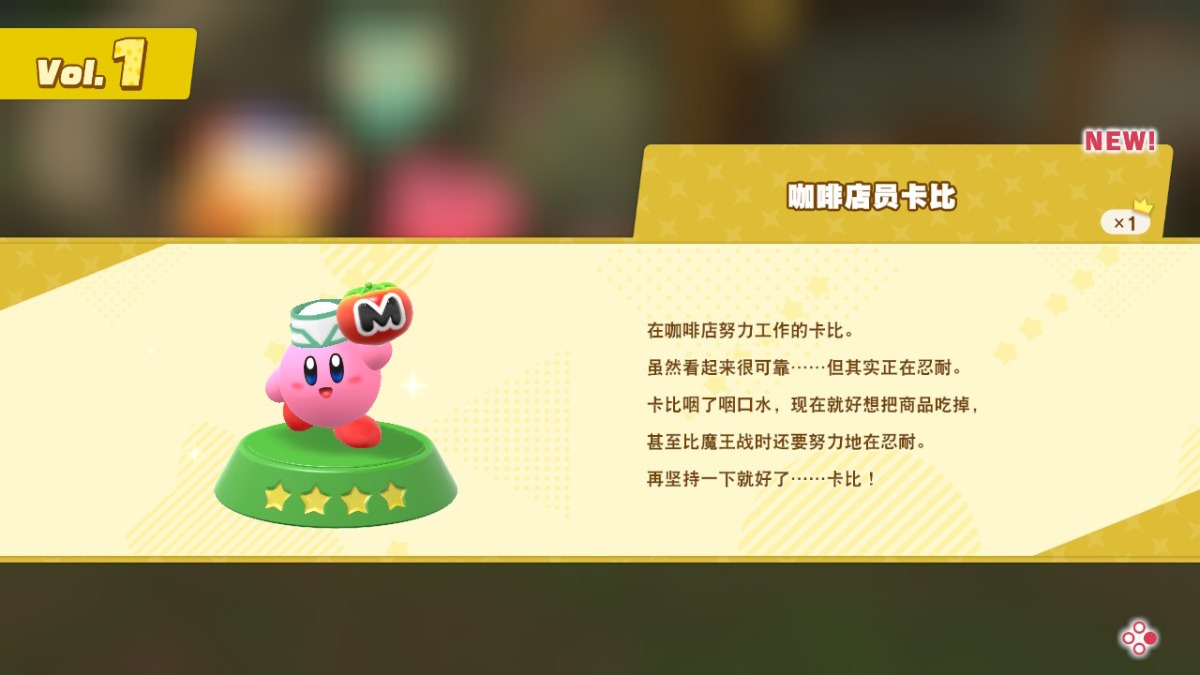 Vol.1
NEW!
咖啡店员卡比
×1
M
在咖啡店努力工作的卡比。
虽然看起来很可靠……但其实正在忍耐。
卡比咽了咽口水，现在就好想把商品吃掉，
甚至比魔王战时还要努力地在忍耐。
再坚持一下就好了……卡比！